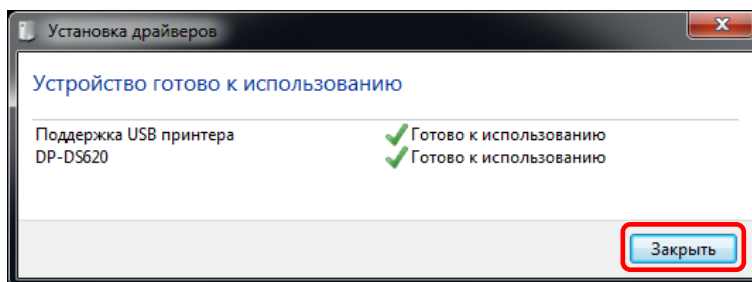 Установка драйверов
Устройство готово к использованию
Поддержка USB принтера Готово к использованию
DP-DS620 Готово к использованию
Закрыть